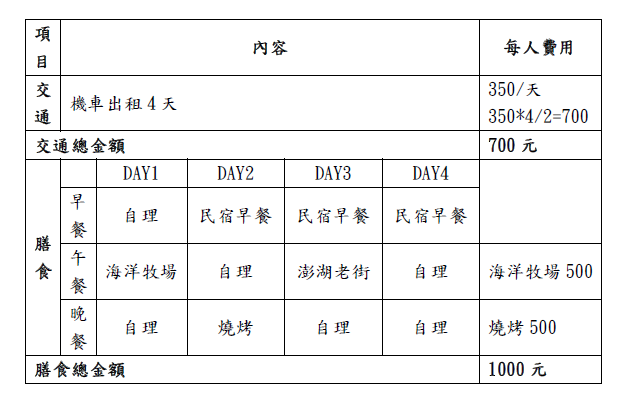 項目 內容 每人費用
交通 機車出租 4 天 350/天
350*4/2=700
交通總金額 700 元
膳食 DAY1 DAY2 DAY3 DAY4
早餐 自理 民宿早餐 民宿早餐 民宿早餐
午餐 海洋牧場 自理 澎湖老街 自理 海洋牧場 500
晚餐 自理 燒烤 自理 自理 燒烤 500
膳食總金額 1000 元